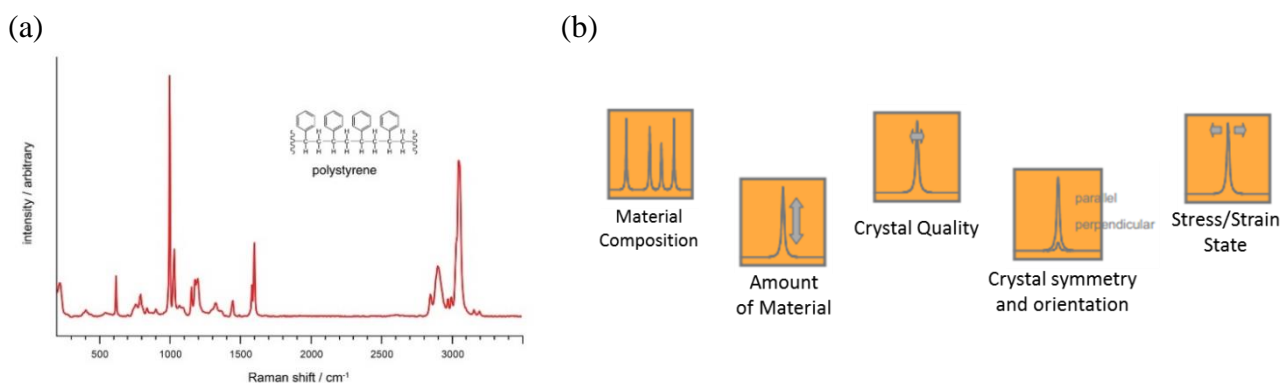 (a)
intensity / arbitrary
H H H H H H H
C C C C C C C C
H H H H H H H H
polystyrene
500 1000 1500 2000 2500 3000
Raman shift / cm⁻¹
(b)
Material
Composition
Amount
of Material
Crystal Quality
parallel
perpendicular
Crystal symmetry
and orientation
Stress/Strain
State